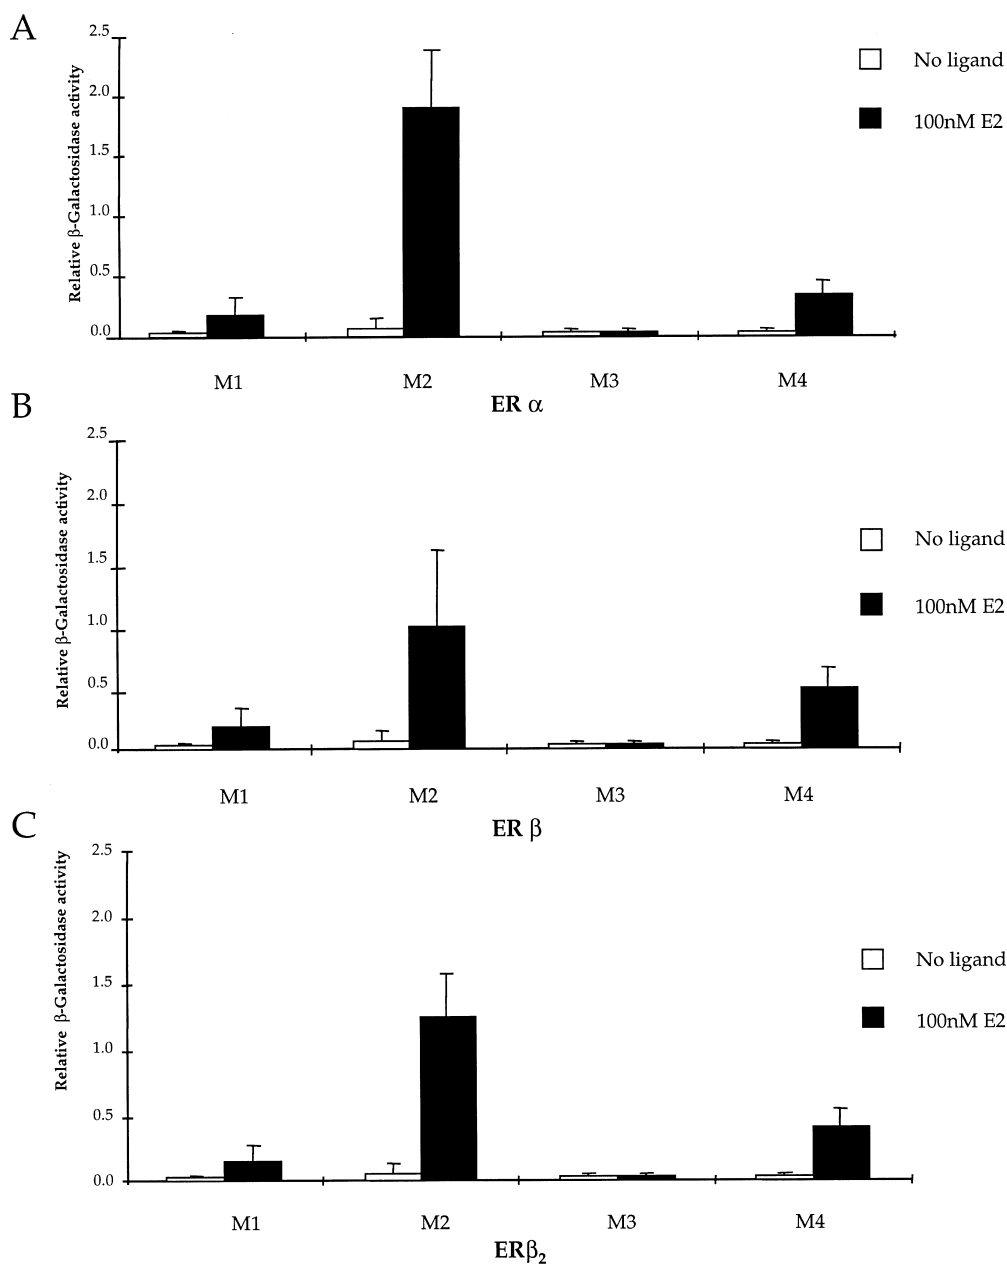 A
Relative β-Galactosidase activity
2.5
2.0
1.5
1.0
0.5
0.0
No ligand
100nM E2
M1 M2 M3 M4
ER α
B
Relative β-Galactosidase activity
2.5
2.0
1.5
1.0
0.5
0.0
No ligand
100nM E2
M1 M2 M3 M4
ER β
C
Relative β-Galactosidase activity
2.5
2.0
1.5
1.0
0.5
0.0
No ligand
100nM E2
M1 M2 M3 M4
ERβ₂